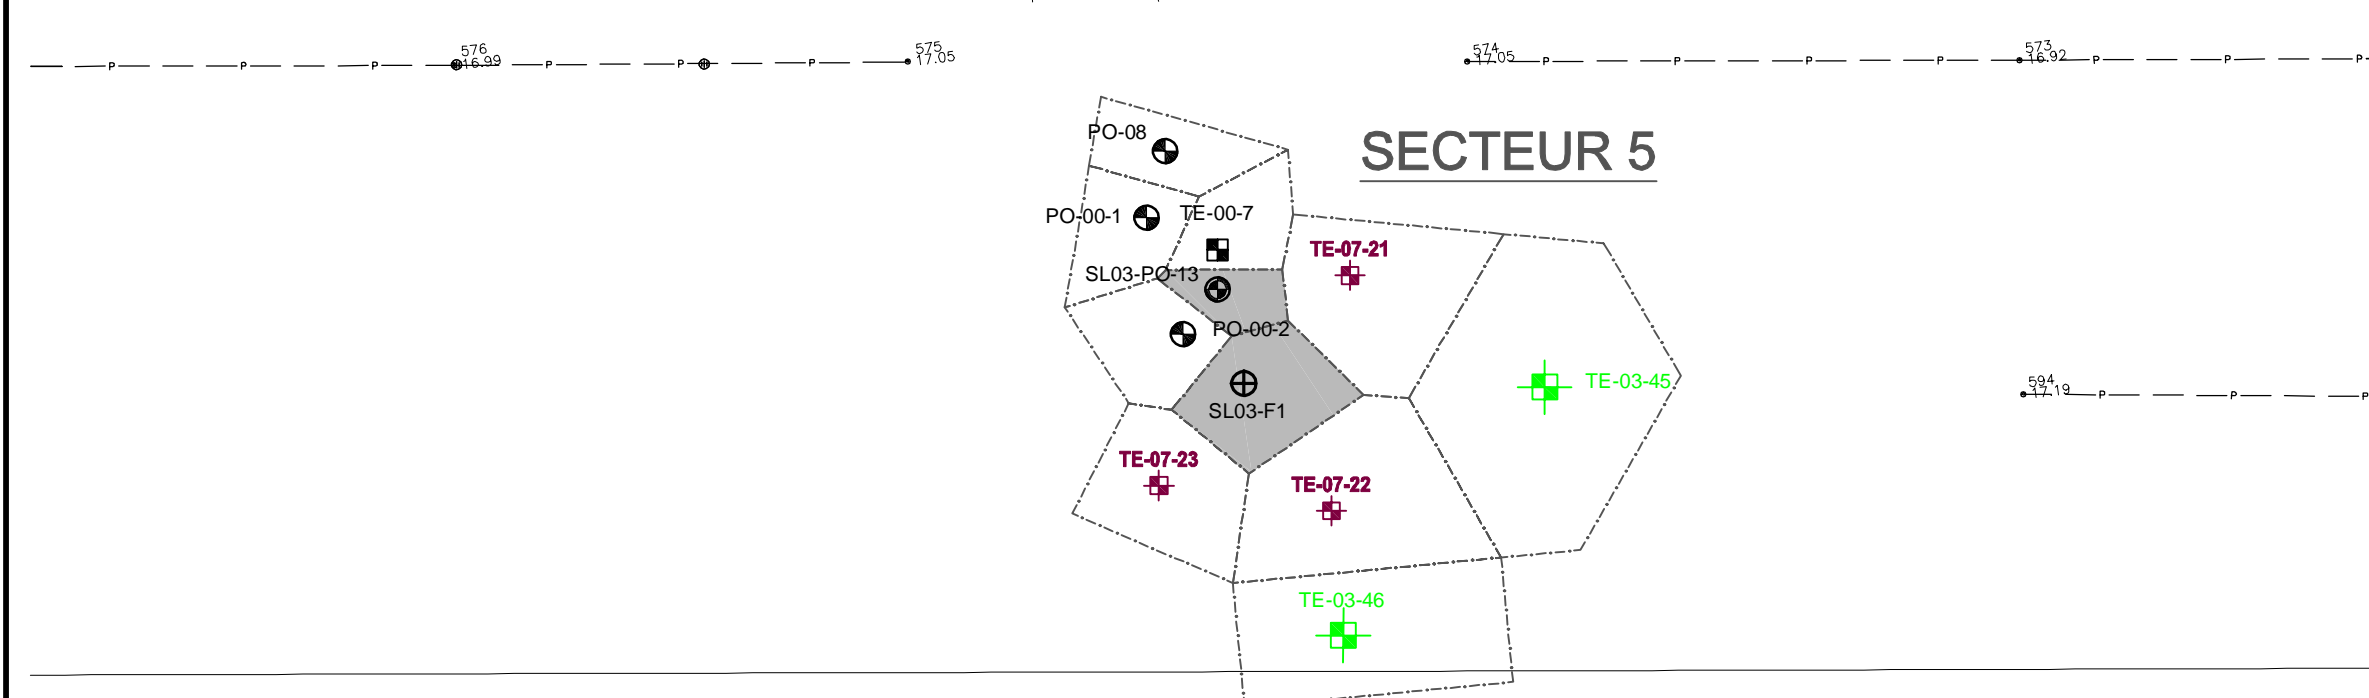 576
16.99
575
17.05
574
17.05
573
16.92
P P P P P P P P P P P P P
PO-08
SECTEUR 5
PO-00-1
TE-00-7
TE-07-21
SL03-PO-13
PO-00-2
TE-03-45
594
17.19
P P P
SL03-F1
TE-07-23
TE-07-22
TE-03-46